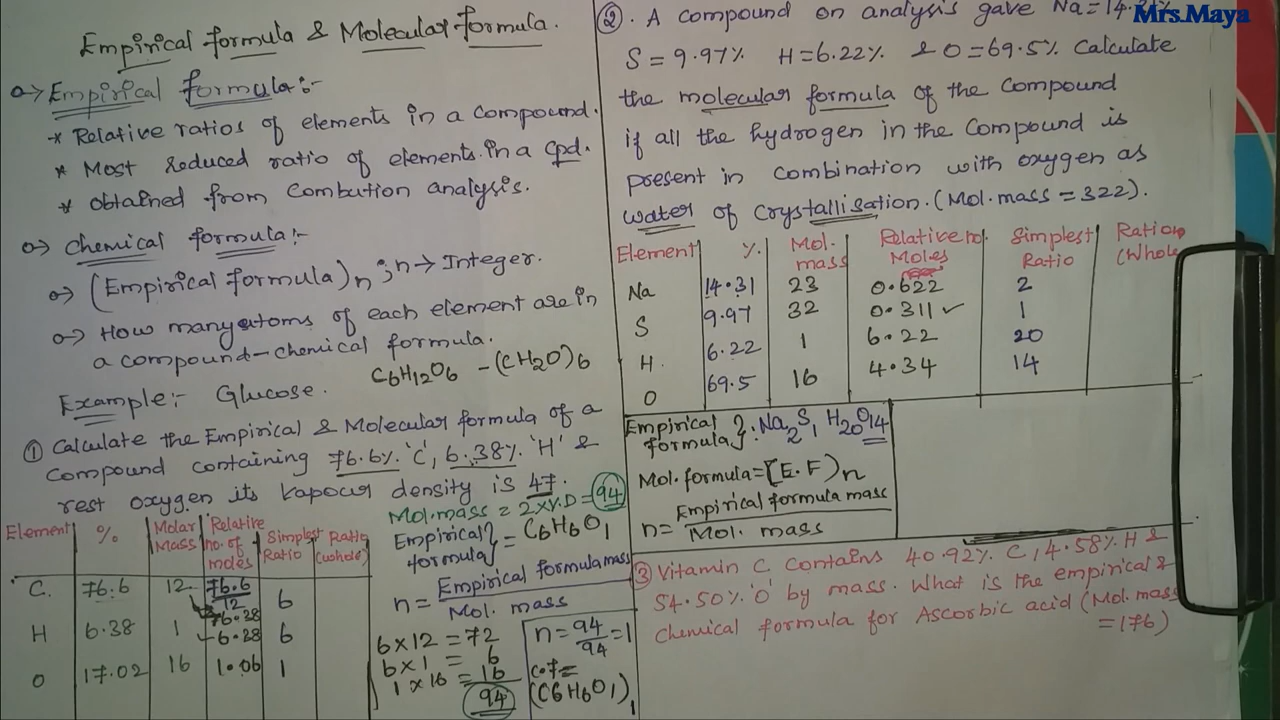 Empirical formula & Molecular formula.
Empirical formula:-
* Relative ratios of elements in a compound.
* Most reduced ratio of elements in a Cpd.
* obtained from Combution analysis.
Chemical formula:-
(Empirical formula)n ; n → Integer.
How many atoms of each element are in
a compound - chemical formula.
Example:- Glucose. C6H12O6 - (CH2O)6
① Calculate the Empirical & Molecular formula of a
Compound containing 76.6% 'C', 6.38% 'H' &
rest oxygen its Vapour density is 47.
Mol.mass = 2xV.D = 94
Element % Molar Mass Relative no. of moles Simplest Ratio Ratio (whole)
C. 76.6 12 76.6/12 6
76.38
H 6.38 1 6.28 6
O 17.02 16 1.06 1
Empirical formula} = C6H6O1
n = Empirical formula mass / Mol. mass
6 x 12 = 72
6 x 1 = 6
1 x 16 = 16
94
n = 94/94 = 1
C.F =
(C6H6O1)1
Mrs.Maya
②. A compound on analysis gave Na = 14.31%
S = 9.97% H = 6.22% & O = 69.5% Calculate
the molecular formula of the Compound
if all the hydrogen in the Compound is
present in combination with oxygen as
water of Crystallisation. (Mol.mass = 322).
Element % Mol. mass Relative no. Moles Simplest Ratio Ratio (Whole
Na 14.31 23 0.622 2
S 9.97 32 0.311 ✓ 1
H. 6.22 1 6.22 20
O 69.5 16 4.34 14
Empirical formula}: Na2S1H20O14
Mol.formula = [E.F)n
n = Empirical formula mass / Mol. mass
③ Vitamin C Contains 40.92% C, 4.58% H &
54.50% 'O' by mass. What is the empirical &
Chemical formula for Ascorbic acid (Mol.mass
= 176)